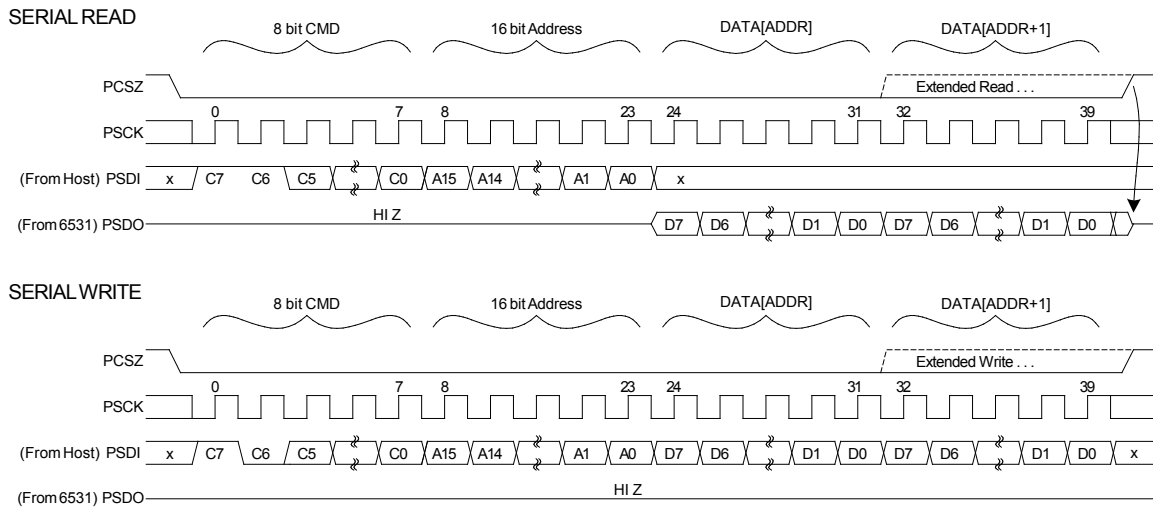 SERIAL READ
8 bit CMD 16 bit Address DATA[ADDR] DATA[ADDR+1]
PCSZ Extended Read . . .
0 7 8 23 24 31 32 39
PSCK
(From Host) PSDI x C7 C6 C5 C0 A15 A14 A1 A0 x
(From 6531) PSDO HI Z D7 D6 D1 D0 D7 D6 D1 D0
SERIAL WRITE
8 bit CMD 16 bit Address DATA[ADDR] DATA[ADDR+1]
PCSZ Extended Write . . .
0 7 8 23 24 31 32 39
PSCK
(From Host) PSDI x C7 C6 C5 C0 A15 A14 A1 A0 D7 D6 D1 D0 D7 D6 D1 D0 x
(From 6531) PSDO HI Z